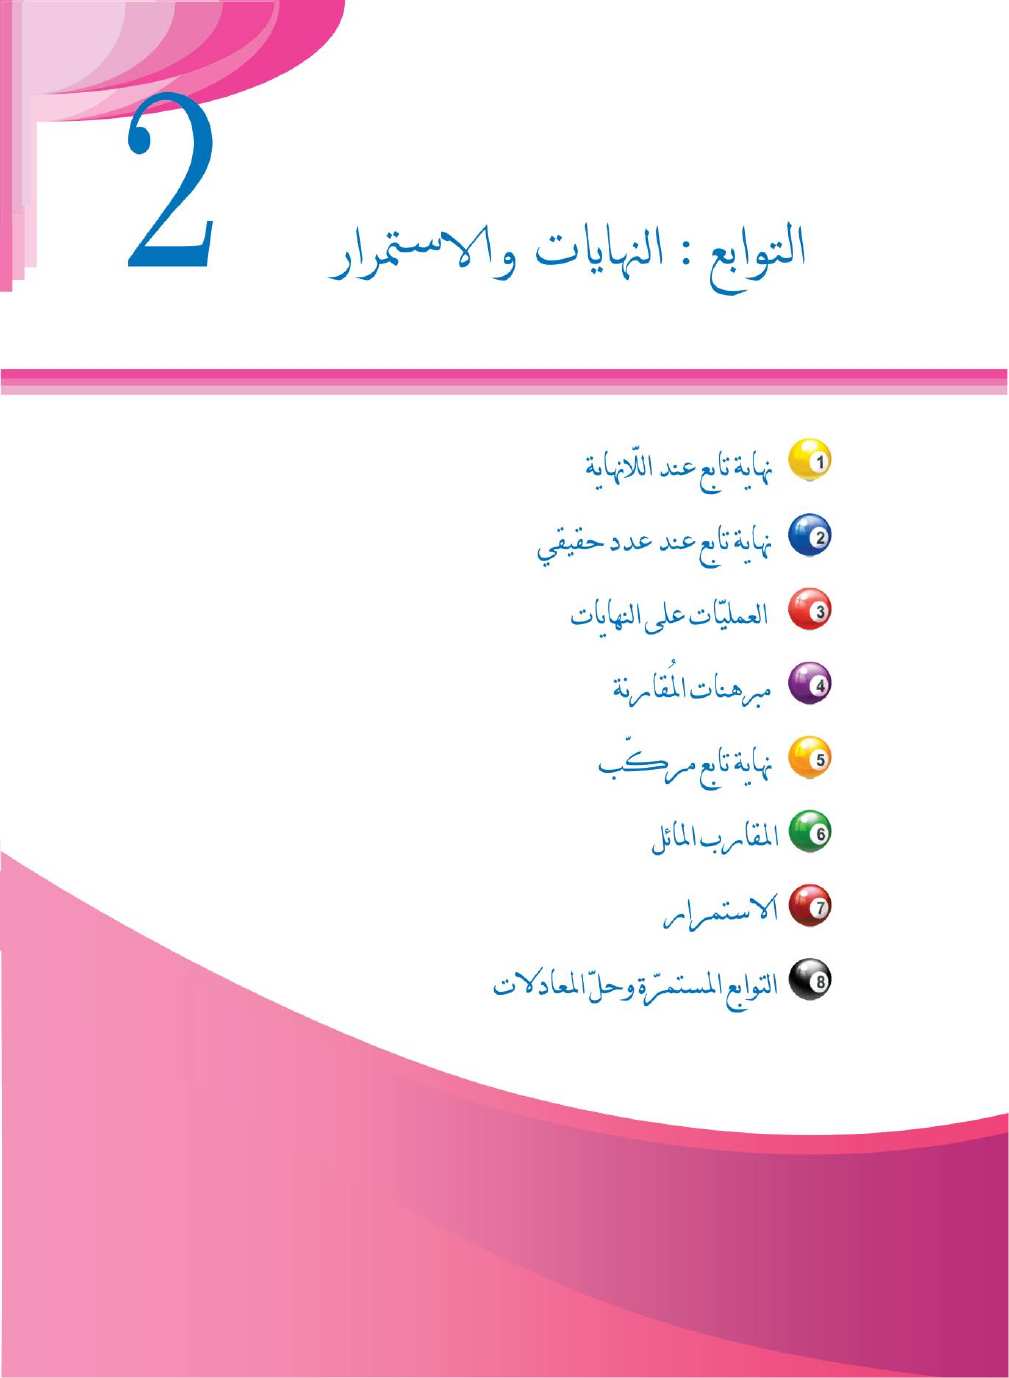 2
التوابع : النهايات والاستمرار
1 نهاية تابع عند اللّانهاية
2 نهاية تابع عند عدد حقيقي
3 العمليّات على النهايات
4 مبرهنات المُقارنة
5 نهاية تابع مركّب
6 المقارب المائل
7 الاستمرار
8 التوابع المستمرّة وحلّ المعادلات